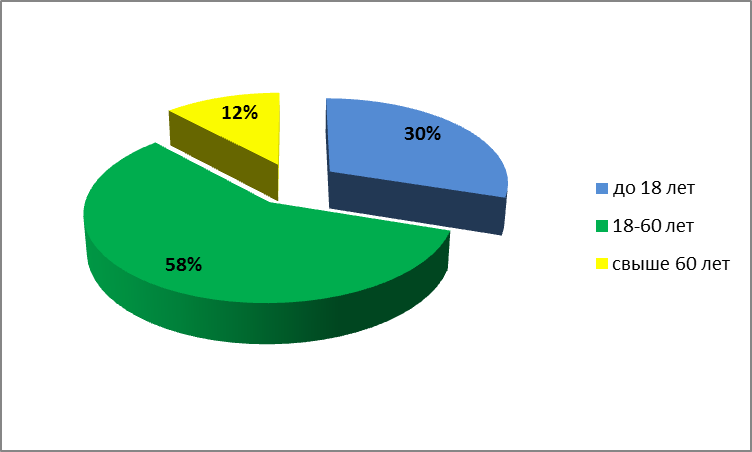 12%
30%
58%
до 18 лет
18-60 лет
свыше 60 лет